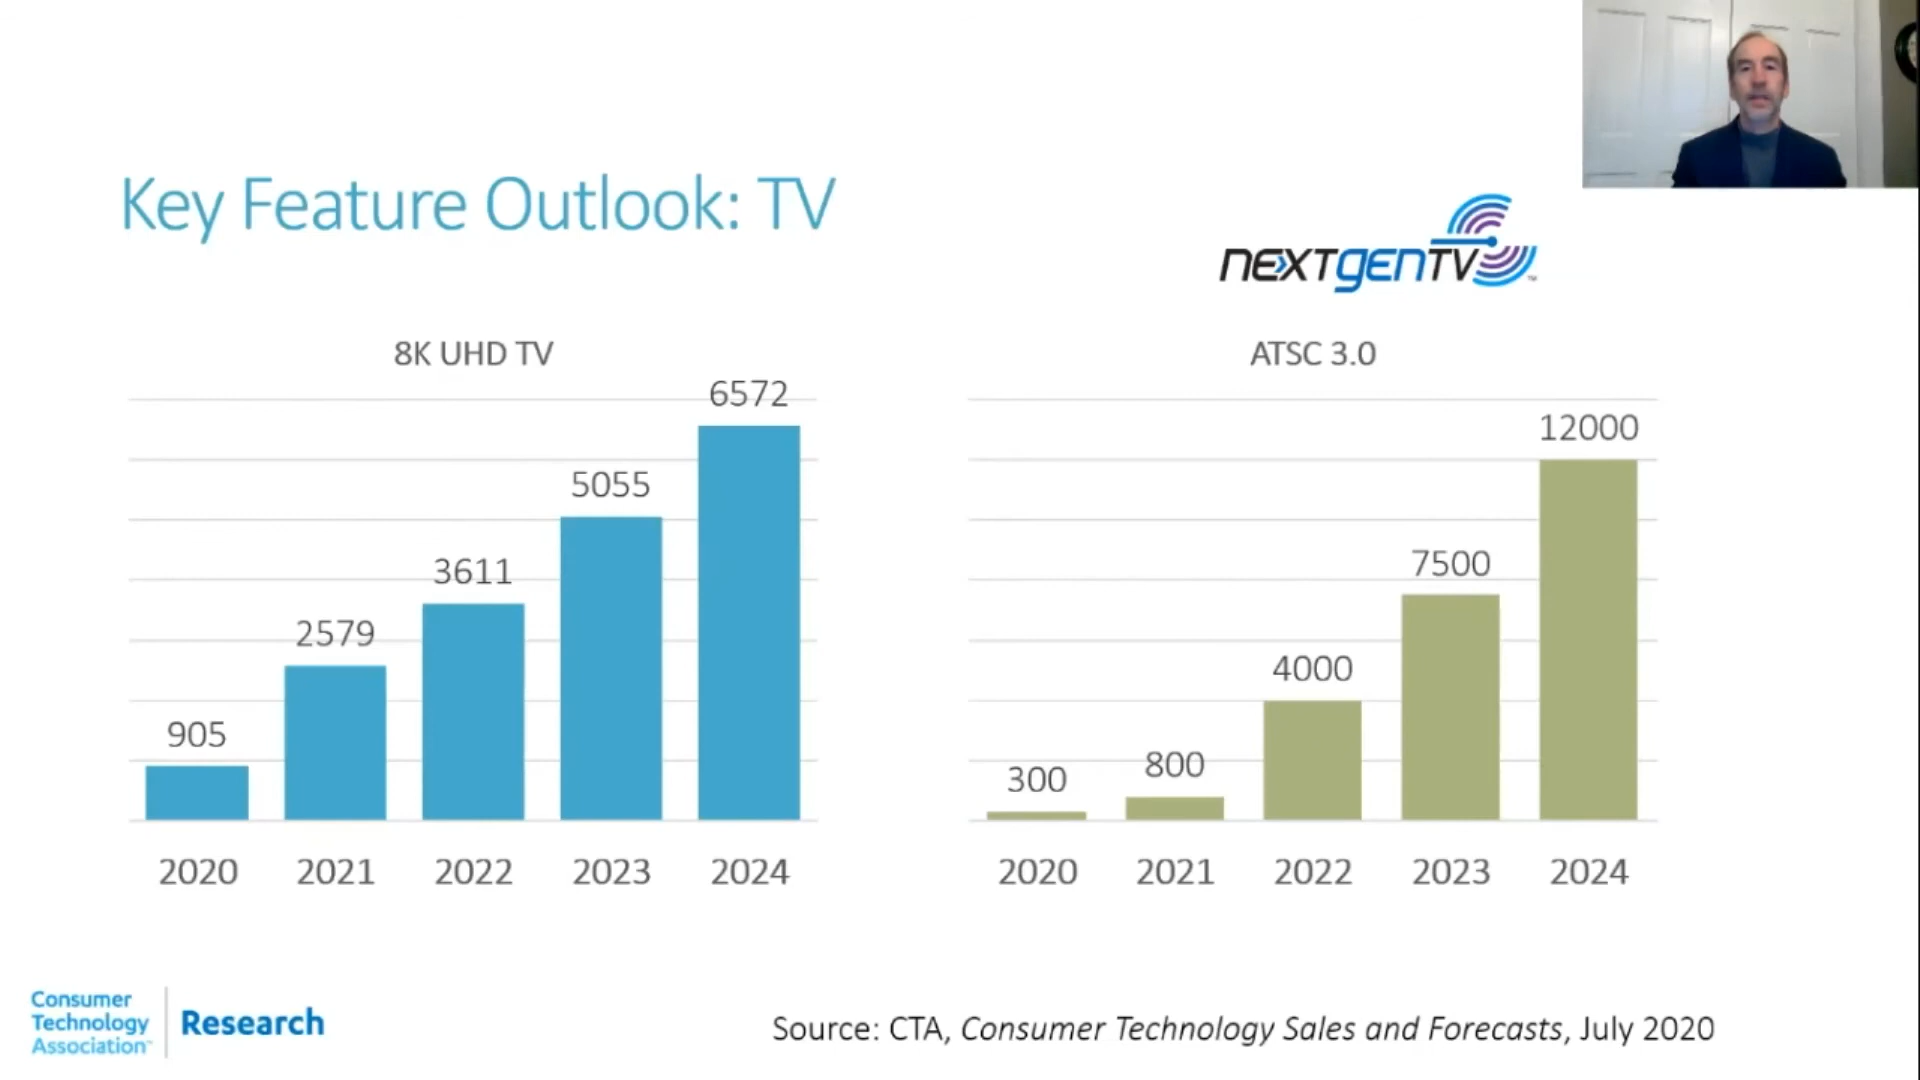 Key Feature Outlook: TV
NEXTGENTV™
8K UHD TV
6572
5055
3611
2579
905
2020 2021 2022 2023 2024
ATSC 3.0
12000
7500
4000
800
300
2020 2021 2022 2023 2024
Consumer
Technology
Association™
Research
Source: CTA, Consumer Technology Sales and Forecasts, July 2020